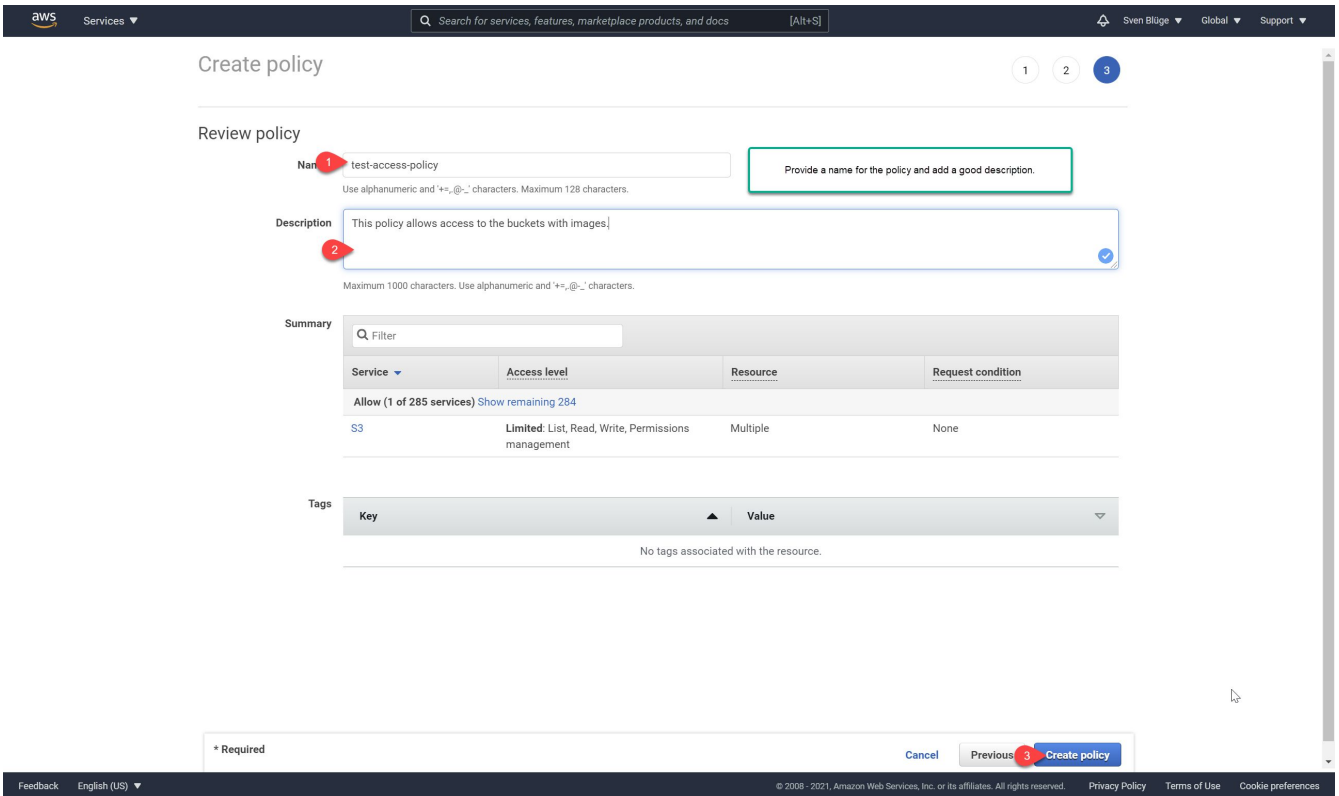 aws Services ▼ Search for services, features, marketplace products, and docs [Alt+S] Sven Blüge ▼ Global ▼ Support ▼
Create policy
1 2 3
Review policy
1 test-access-policy
Provide a name for the policy and add a good description.
Use alphanumeric and '+=,.@-_' characters. Maximum 128 characters.
Description This policy allows access to the buckets with images.
2
Maximum 1000 characters. Use alphanumeric and '+=,.@-_' characters.
Summary
Filter
Service Access level Resource Request condition
Allow (1 of 285 services) Show remaining 284
S3 Limited: List, Read, Write, Permissions Multiple None
management
Tags
Key Value
No tags associated with the resource.
* Required
Cancel Previous 3 Create policy
Feedback English (US) ▼ © 2008 - 2021, Amazon Web Services, Inc. or its affiliates. All rights reserved. Privacy Policy Terms of Use Cookie preferences